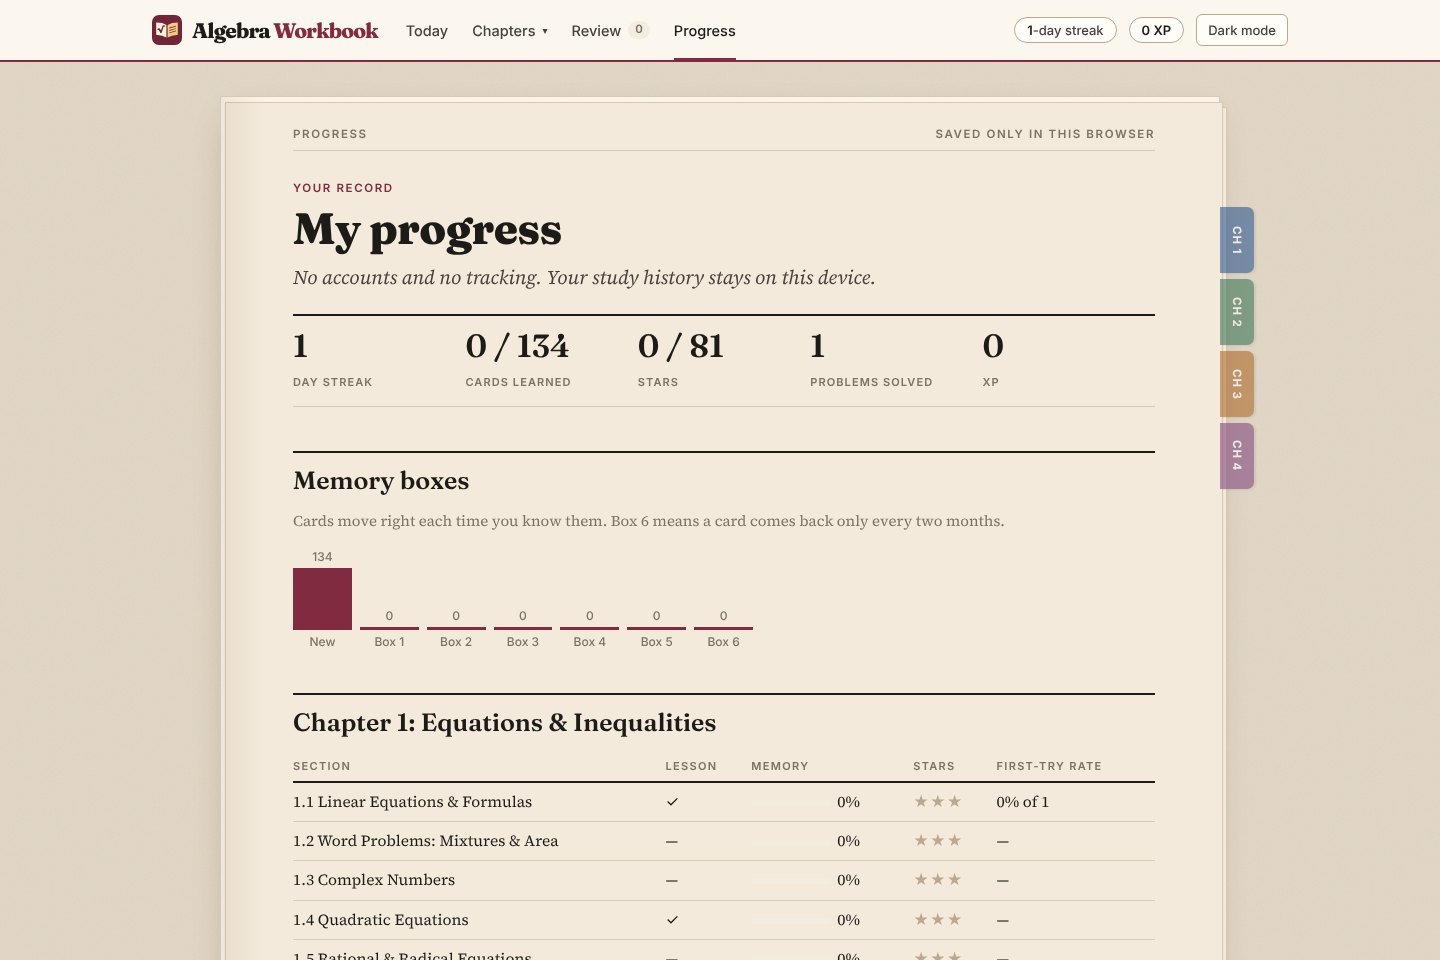 Algebra Workbook
Today
Chapters ▾
Review 0
Progress
1-day streak
0 XP
Dark mode
PROGRESS
SAVED ONLY IN THIS BROWSER
YOUR RECORD
My progress
No accounts and no tracking. Your study history stays on this device.
1
DAY STREAK
0 / 134
CARDS LEARNED
0 / 81
STARS
1
PROBLEMS SOLVED
0
XP
CH 1
CH 2
CH 3
CH 4
Memory boxes
Cards move right each time you know them. Box 6 means a card comes back only every two months.
134 0 0 0 0 0 0
New Box 1 Box 2 Box 3 Box 4 Box 5 Box 6
Chapter 1: Equations & Inequalities
SECTION LESSON MEMORY STARS FIRST-TRY RATE
1.1 Linear Equations & Formulas ✓ 0% ★★★ 0% of 1
1.2 Word Problems: Mixtures & Area — 0% ★★★ —
1.3 Complex Numbers — 0% ★★★ —
1.4 Quadratic Equations ✓ 0% ★★★ —
1.5 Rational & Radical Equations — 0% ★★★ —